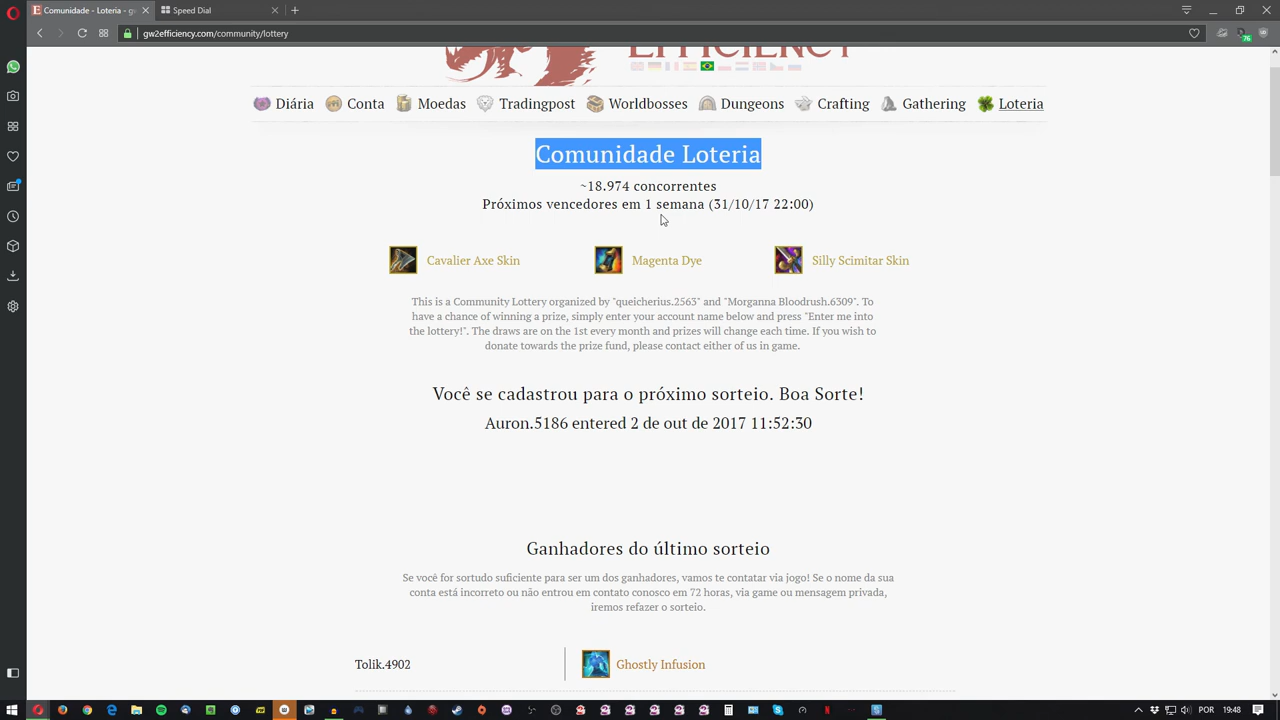 Comunidade - Loteria - gw
Speed Dial
gw2efficiency.com/community/lottery
76
EFFICIENCY
Diária Conta Moedas Tradingpost Worldbosses Dungeons Crafting Gathering Loteria
Comunidade Loteria
~18.974 concorrentes
Próximos vencedores em 1 semana (31/10/17 22:00)
Cavalier Axe Skin Magenta Dye Silly Scimitar Skin
This is a Community Lottery organized by "queicherius.2563" and "Morganna Bloodrush.6309". To
have a chance of winning a prize, simply enter your account name below and press "Enter me into
the lottery!". The draws are on the 1st every month and prizes will change each time. If you wish to
donate towards the prize fund, please contact either of us in game.
Você se cadastrou para o próximo sorteio. Boa Sorte!
Auron.5186 entered 2 de out de 2017 11:52:30
Ganhadores do último sorteio
Se você for sortudo suficiente para ser um dos ganhadores, vamos te contatar via jogo! Se o nome da sua
conta está incorreto ou não entrou em contato conosco em 72 horas, via game ou mensagem privada,
iremos refazer o sorteio.
Tolik.4902 Ghostly Infusion
POR 19:48